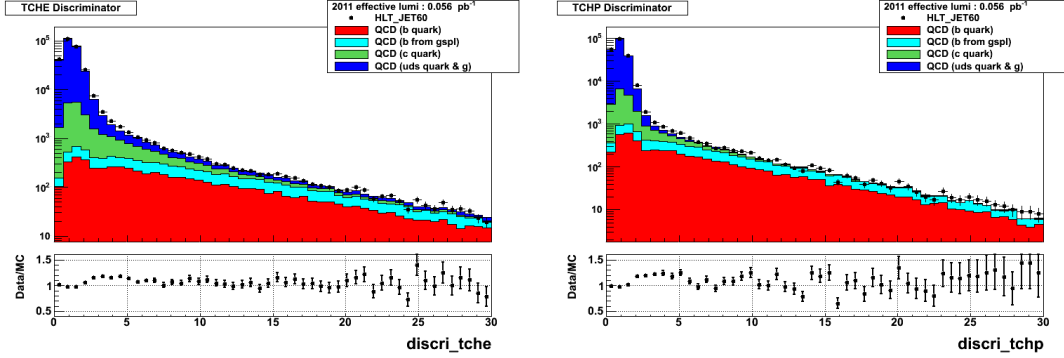 TCHE Discriminator
2011 effective lumi : 0.056 pb⁻¹
HLT_JET60
QCD (b quark)
QCD (b from gspl)
QCD (c quark)
QCD (uds quark & g)
10⁵
10⁴
10³
10²
10
Data/MC
1.5
1
0.5
0 5 10 15 20 25 30
discri_tche
TCHP Discriminator
2011 effective lumi : 0.056 pb⁻¹
HLT_JET60
QCD (b quark)
QCD (b from gspl)
QCD (c quark)
QCD (uds quark & g)
10⁵
10⁴
10³
10²
10
Data/MC
1.5
1
0.5
0 5 10 15 20 25 30
discri_tchp